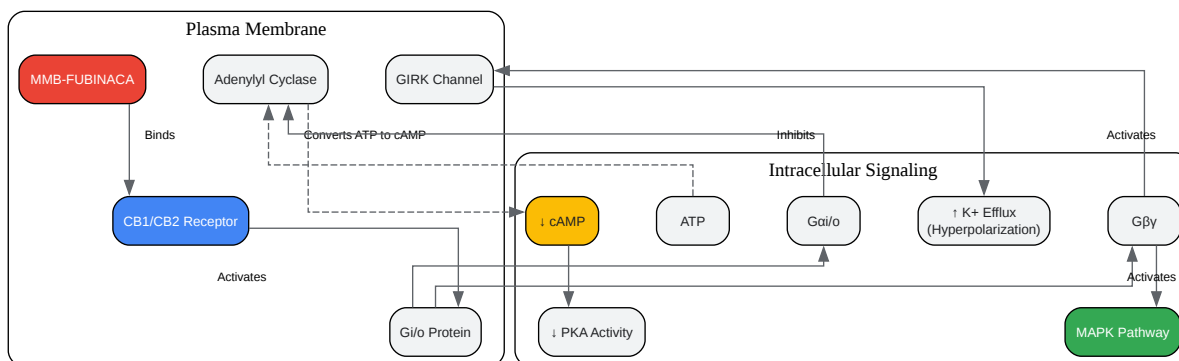 Plasma Membrane
MMB-FUBINACA
Adenylyl Cyclase
GIRK Channel
Binds
Converts ATP to cAMP
Inhibits
Activates
Intracellular Signaling
CB1/CB2 Receptor
↓ cAMP
ATP
Gαi/o
↑ K+ Efflux
(Hyperpolarization)
Gβγ
Activates
Activates
Gi/o Protein
↓ PKA Activity
MAPK Pathway